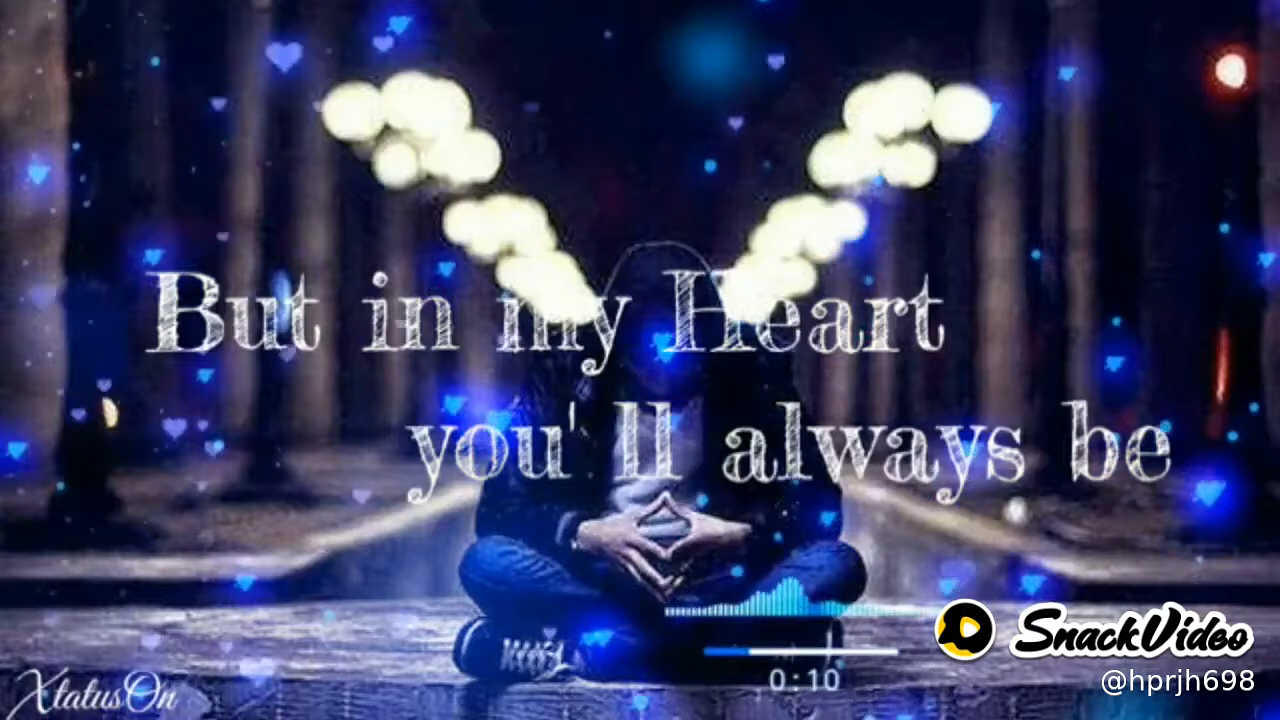 But in my Heart
you'll always be
0:10
SnackVideo
@hprjh698
XtatusOn